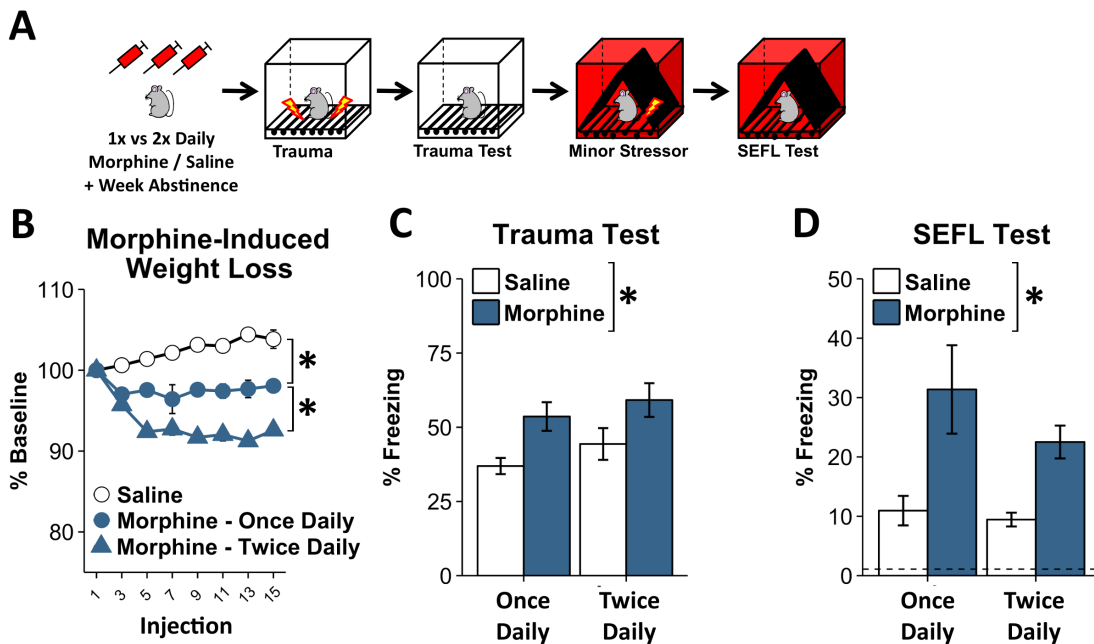 A
1x vs 2x Daily
Morphine / Saline
+ Week Abstinence
Trauma
Trauma Test
Minor Stressor
SEFL Test
B
Morphine-Induced
Weight Loss
% Baseline
110
100
90
80
*
*
Saline
Morphine - Once Daily
Morphine - Twice Daily
1
3
5
7
9
11
13
15
Injection
C
Trauma Test
% Freezing
100
75
50
25
0
Saline
Morphine
*
Once
Daily
Twice
Daily
D
SEFL Test
% Freezing
50
40
30
20
10
0
Saline
Morphine
*
Once
Daily
Twice
Daily